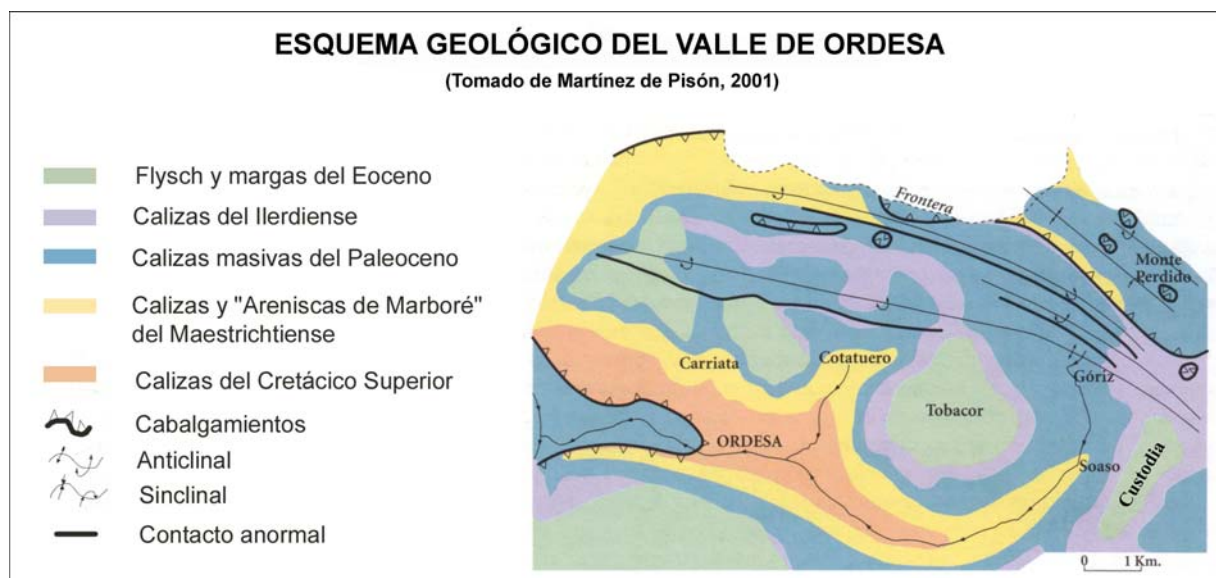 ESQUEMA GEOLÓGICO DEL VALLE DE ORDESA
(Tomado de Martínez de Pisón, 2001)
Flysch y margas del Eoceno
Calizas del Ilerdiense
Calizas masivas del Paleoceno
Calizas y "Areniscas de Marboré"
del Maestrichtiense
Calizas del Cretácico Superior
Cabalgamientos
Anticlinal
Sinclinal
Contacto anormal
Frontera
Monte
Perdido
Carriata
Cotatuero
Góriz
Tobacor
ORDESA
Soaso
Custodia
0 1 Km.